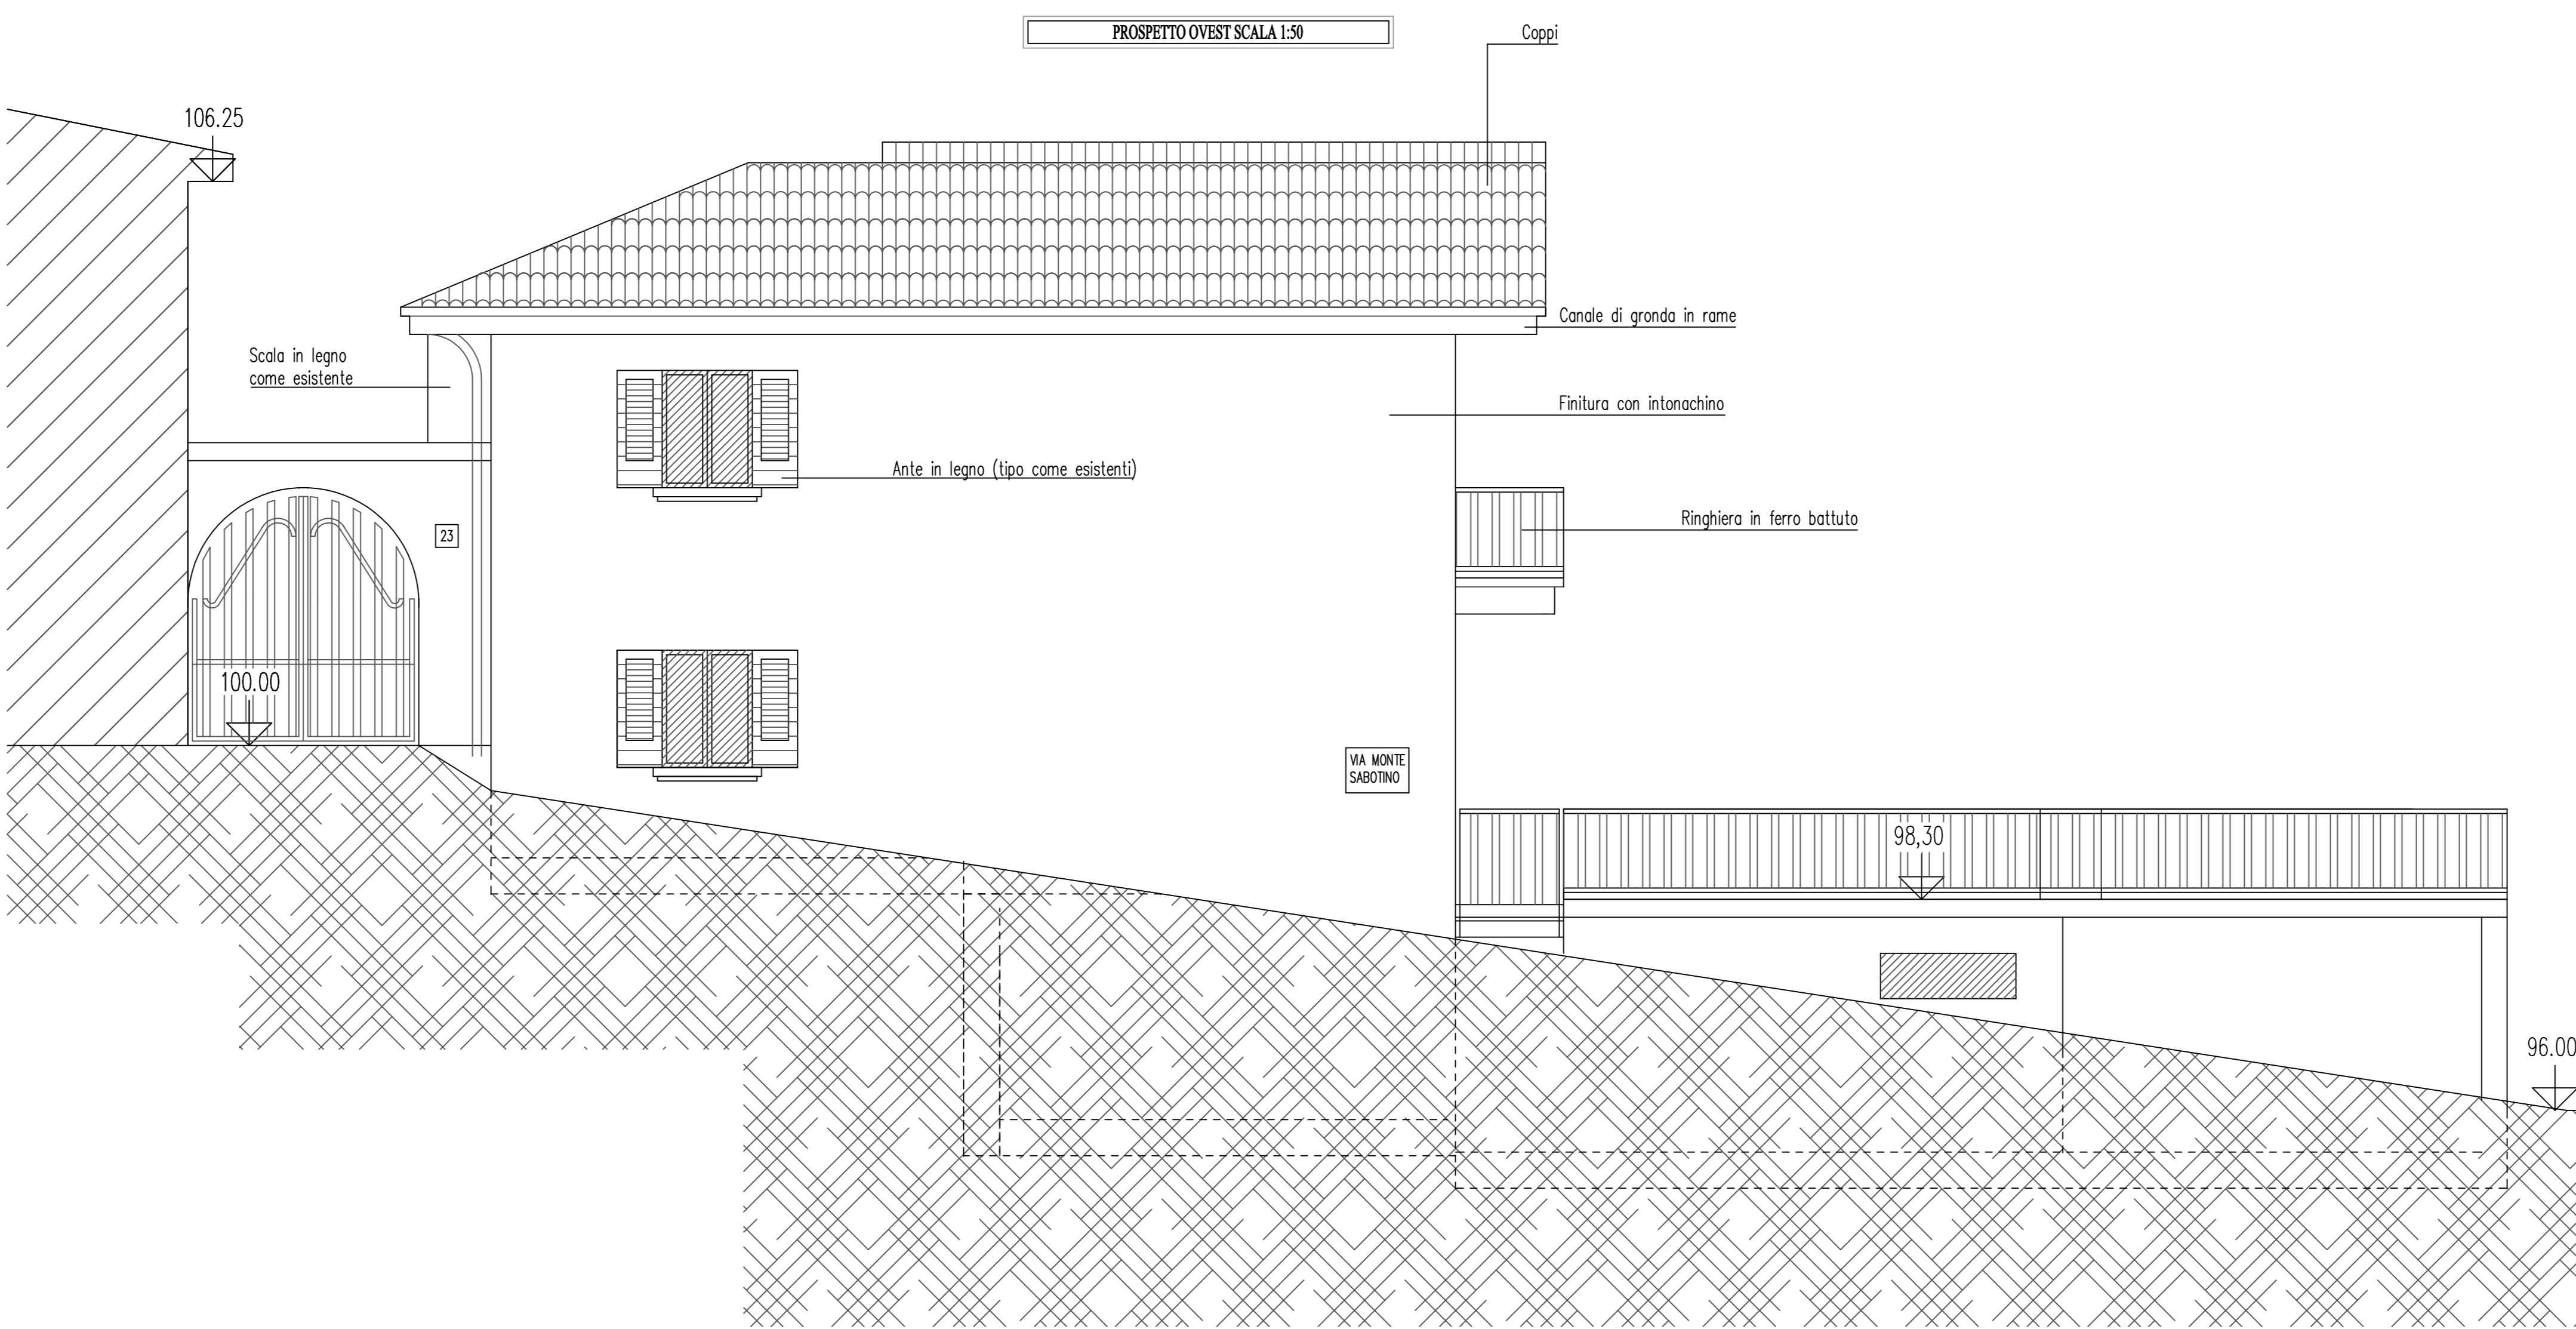 PROSPETTO OVEST SCALA 1:50
Coppi
106.25
Canale di gronda in rame
Scala in legno
come esistente
Finitura con intonachino
Ante in legno (tipo come esistenti)
Ringhiera in ferro battuto
23
100.00
VIA MONTE
SABOTINO
98,30
96.00